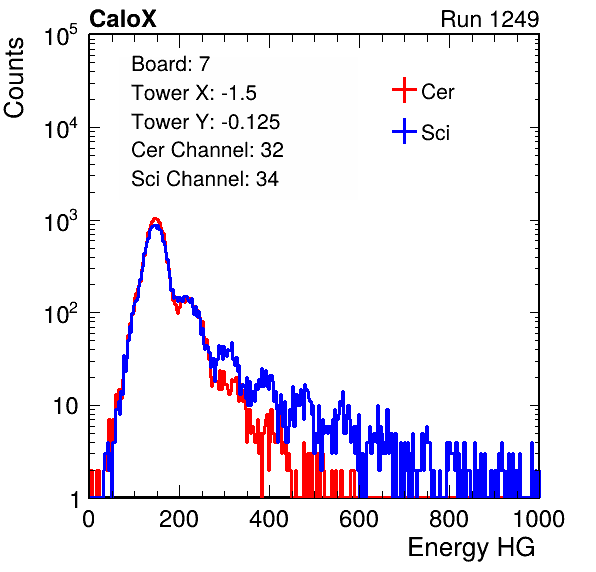 CaloX Run 1249
Counts
10^5
10^4
10^3
10^2
10
1
Board: 7
Tower X: -1.5
Tower Y: -0.125
Cer Channel: 32
Sci Channel: 34
Cer
Sci
0 200 400 600 800 1000
Energy HG